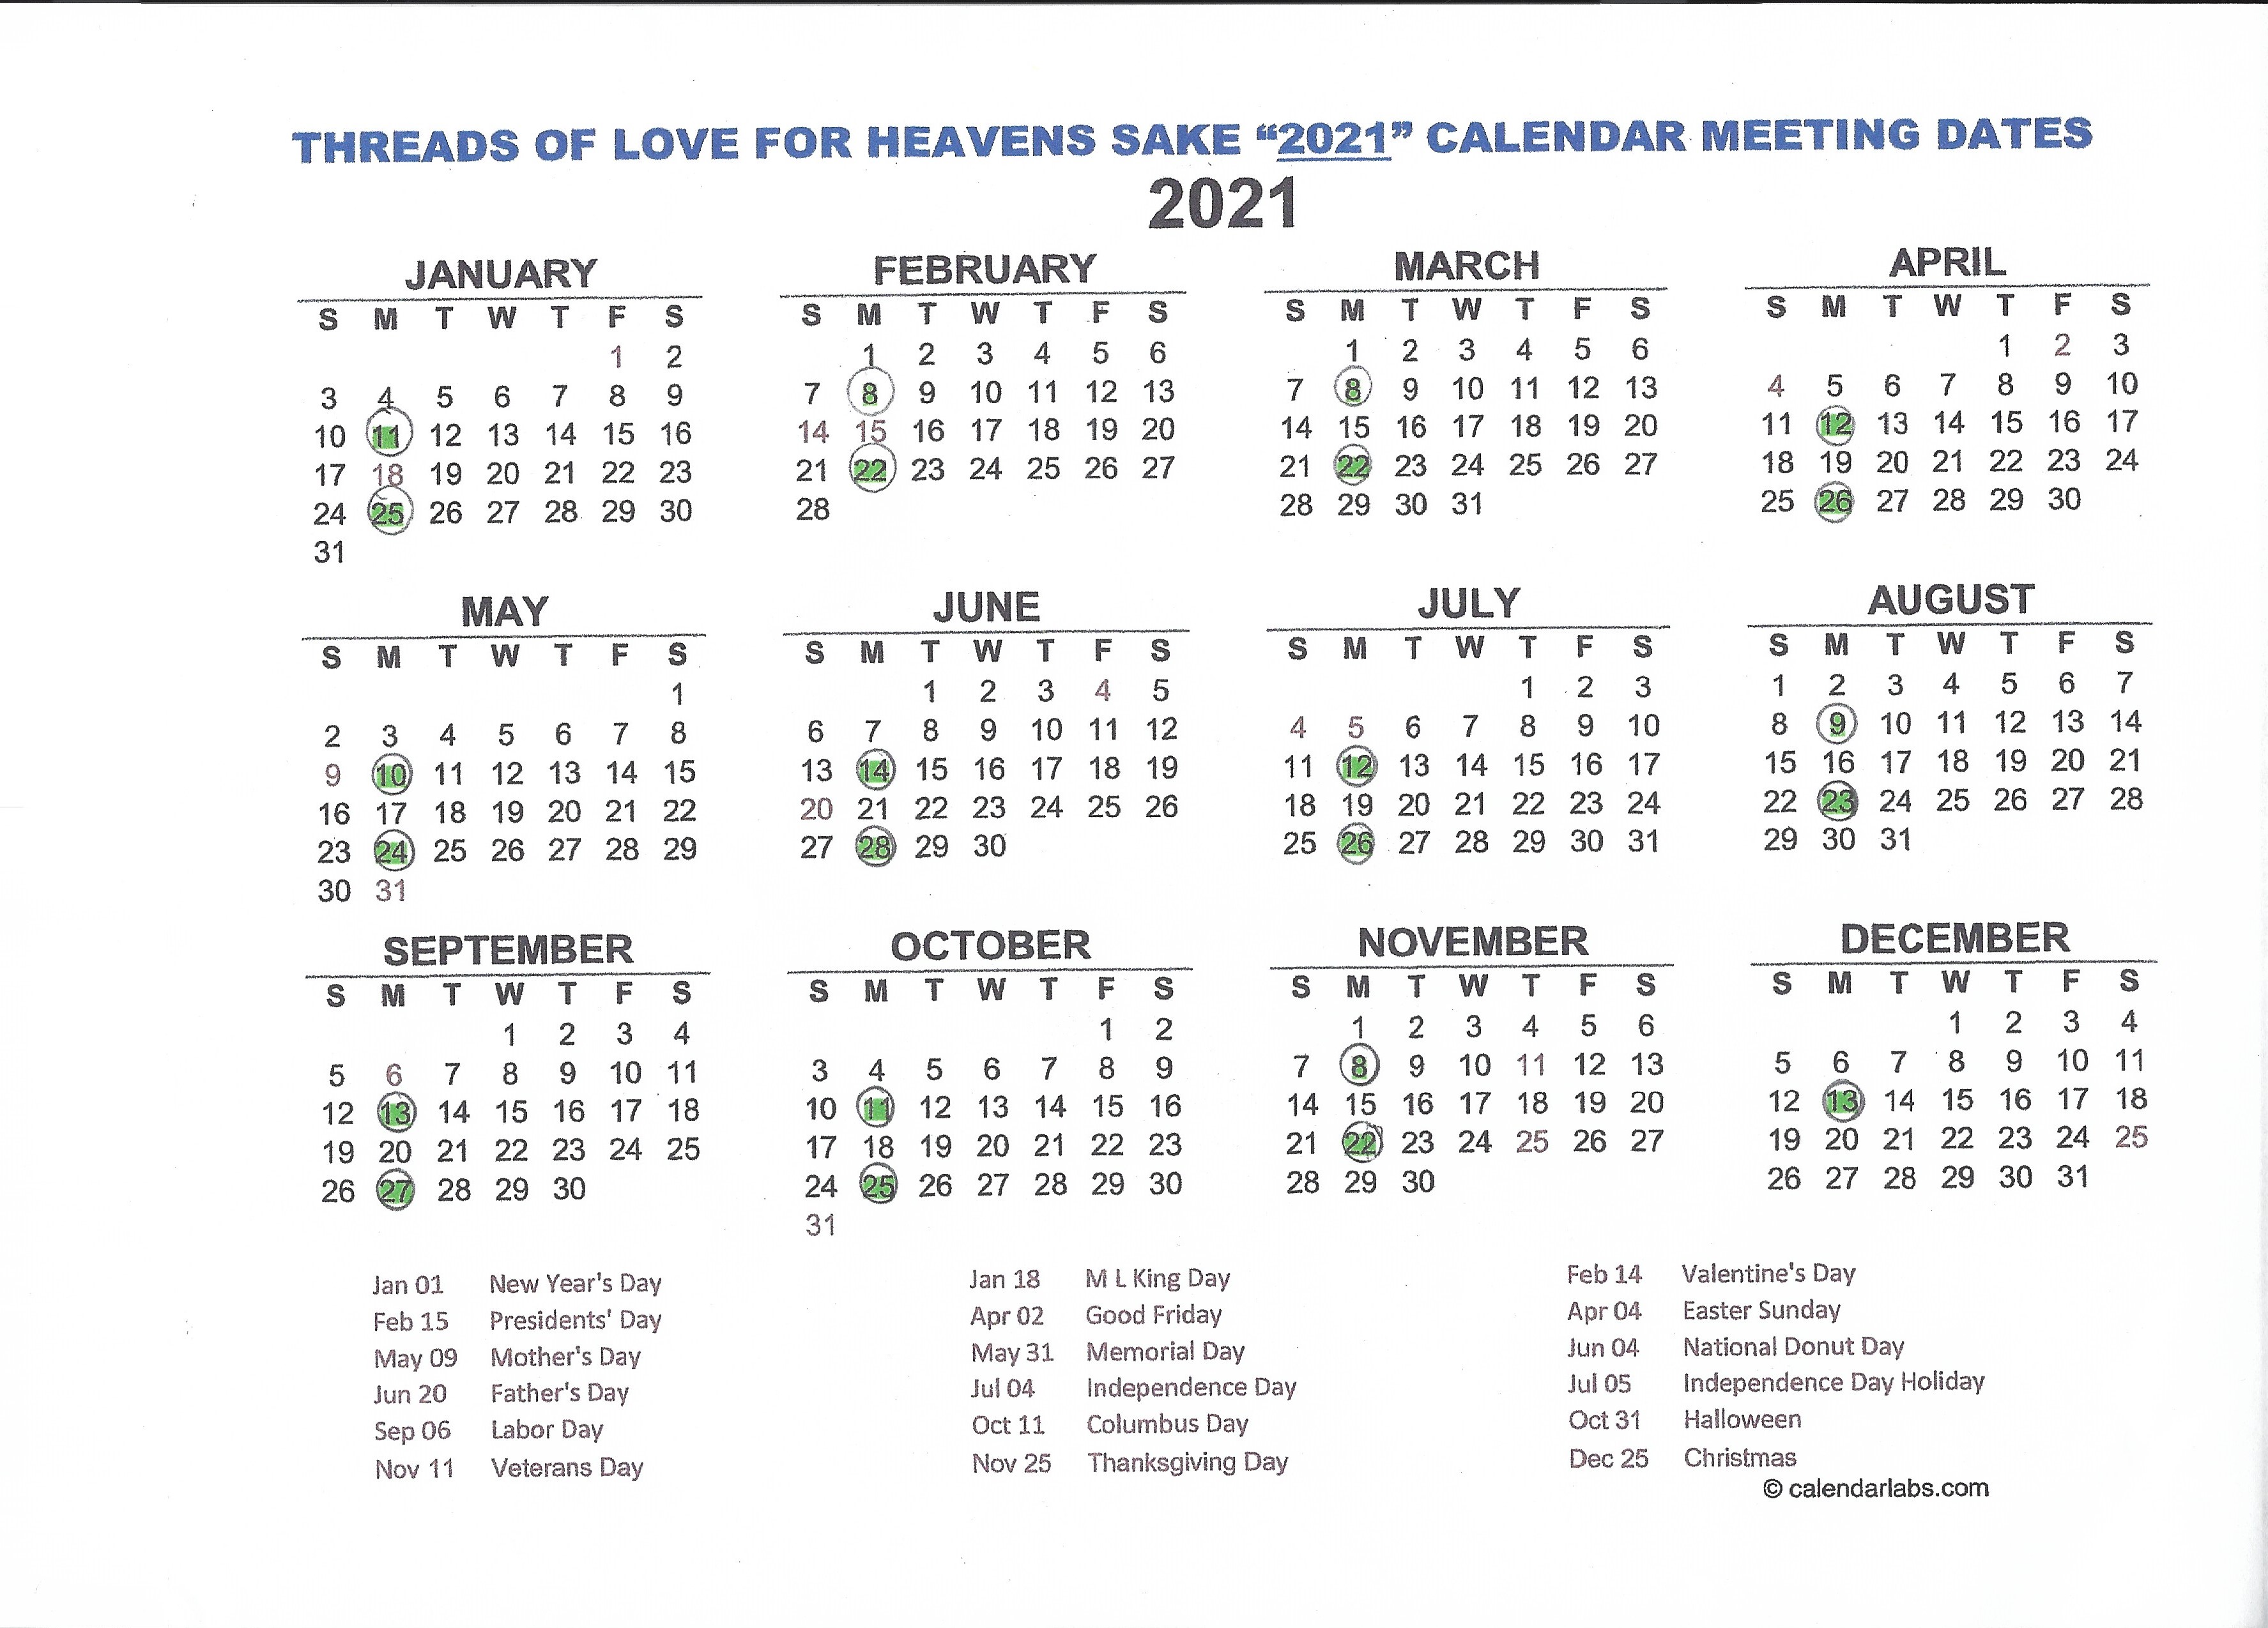 THREADS OF LOVE FOR HEAVENS SAKE “2021” CALENDAR MEETING DATES
2021
JANUARY
S M T W T F S
1 2
3 4 5 6 7 8 9
10 11 12 13 14 15 16
17 18 19 20 21 22 23
24 25 26 27 28 29 30
31
FEBRUARY
S M T W T F S
1 2 3 4 5 6
7 8 9 10 11 12 13
14 15 16 17 18 19 20
21 22 23 24 25 26 27
28
MARCH
S M T W T F S
1 2 3 4 5 6
7 8 9 10 11 12 13
14 15 16 17 18 19 20
21 22 23 24 25 26 27
28 29 30 31
APRIL
S M T W T F S
1 2 3
4 5 6 7 8 9 10
11 12 13 14 15 16 17
18 19 20 21 22 23 24
25 26 27 28 29 30
MAY
S M T W T F S
1
2 3 4 5 6 7 8
9 10 11 12 13 14 15
16 17 18 19 20 21 22
23 24 25 26 27 28 29
30 31
JUNE
S M T W T F S
1 2 3 4 5
6 7 8 9 10 11 12
13 14 15 16 17 18 19
20 21 22 23 24 25 26
27 28 29 30
JULY
S M T W T F S
1 2 3
4 5 6 7 8 9 10
11 12 13 14 15 16 17
18 19 20 21 22 23 24
25 26 27 28 29 30 31
AUGUST
S M T W T F S
1 2 3 4 5 6 7
8 9 10 11 12 13 14
15 16 17 18 19 20 21
22 23 24 25 26 27 28
29 30 31
SEPTEMBER
S M T W T F S
1 2 3 4
5 6 7 8 9 10 11
12 13 14 15 16 17 18
19 20 21 22 23 24 25
26 27 28 29 30
OCTOBER
S M T W T F S
1 2
3 4 5 6 7 8 9
10 11 12 13 14 15 16
17 18 19 20 21 22 23
24 25 26 27 28 29 30
31
NOVEMBER
S M T W T F S
1 2 3 4 5 6
7 8 9 10 11 12 13
14 15 16 17 18 19 20
21 22 23 24 25 26 27
28 29 30
DECEMBER
S M T W T F S
1 2 3 4
5 6 7 8 9 10 11
12 13 14 15 16 17 18
19 20 21 22 23 24 25
26 27 28 29 30 31
Jan 01 New Year's Day Jan 18 M L King Day Feb 14 Valentine's Day
Feb 15 Presidents' Day Apr 02 Good Friday Apr 04 Easter Sunday
May 09 Mother's Day May 31 Memorial Day Jun 04 National Donut Day
Jun 20 Father's Day Jul 04 Independence Day Jul 05 Independence Day Holiday
Sep 06 Labor Day Oct 11 Columbus Day Oct 31 Halloween
Nov 11 Veterans Day Nov 25 Thanksgiving Day Dec 25 Christmas
© calendarlabs.com